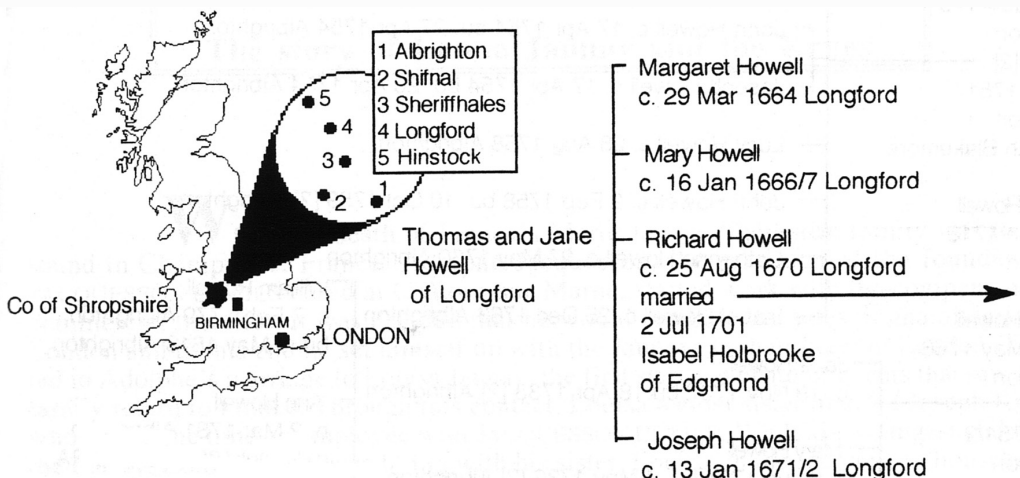 1 Albrighton
2 Shifnal
3 Sheriffhales
4 Longford
5 Hinstock
5
4
3
2
1
Co of Shropshire
BIRMINGHAM
LONDON
Thomas and Jane
Howell
of Longford
Margaret Howell
c. 29 Mar 1664 Longford
Mary Howell
c. 16 Jan 1666/7 Longford
Richard Howell
c. 25 Aug 1670 Longford
married
2 Jul 1701
Isabel Holbrooke
of Edgmond
Joseph Howell
c. 13 Jan 1671/2 Longford